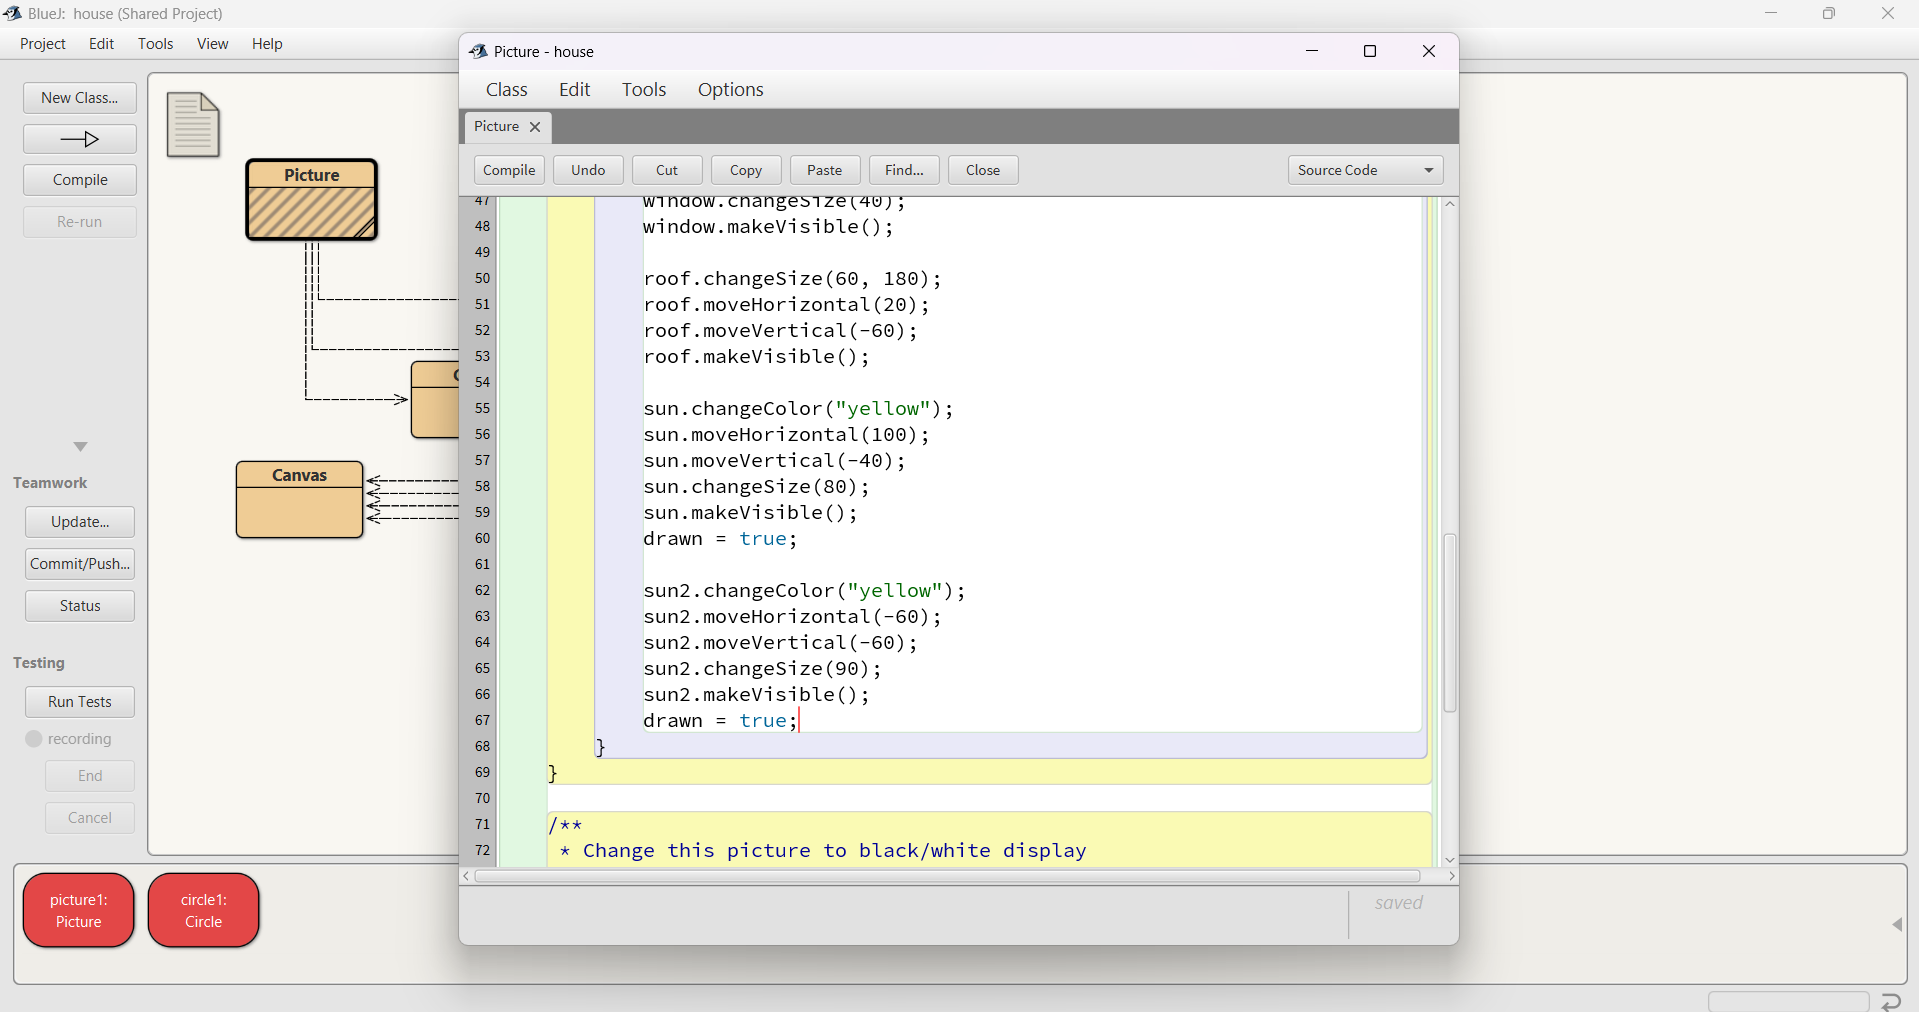 BlueJ: house (Shared Project)
Project Edit Tools View Help
New Class...
Compile
Re-run
Teamwork
Update...
Commit/Push...
Status
Testing
Run Tests
recording
End
Cancel
Picture
Canvas
picture1:
Picture
circle1:
Circle
Picture - house
Class Edit Tools Options
Picture
Compile Undo Cut Copy Paste Find... Close Source Code
47 window.changeSize(40);
48 window.makeVisible();
49
50 roof.changeSize(60, 180);
51 roof.moveHorizontal(20);
52 roof.moveVertical(-60);
53 roof.makeVisible();
54
55 sun.changeColor("yellow");
56 sun.moveHorizontal(100);
57 sun.moveVertical(-40);
58 sun.changeSize(80);
59 sun.makeVisible();
60 drawn = true;
61
62 sun2.changeColor("yellow");
63 sun2.moveHorizontal(-60);
64 sun2.moveVertical(-60);
65 sun2.changeSize(90);
66 sun2.makeVisible();
67 drawn = true;
68 }
69 }
70
71 /**
72 * Change this picture to black/white display
saved